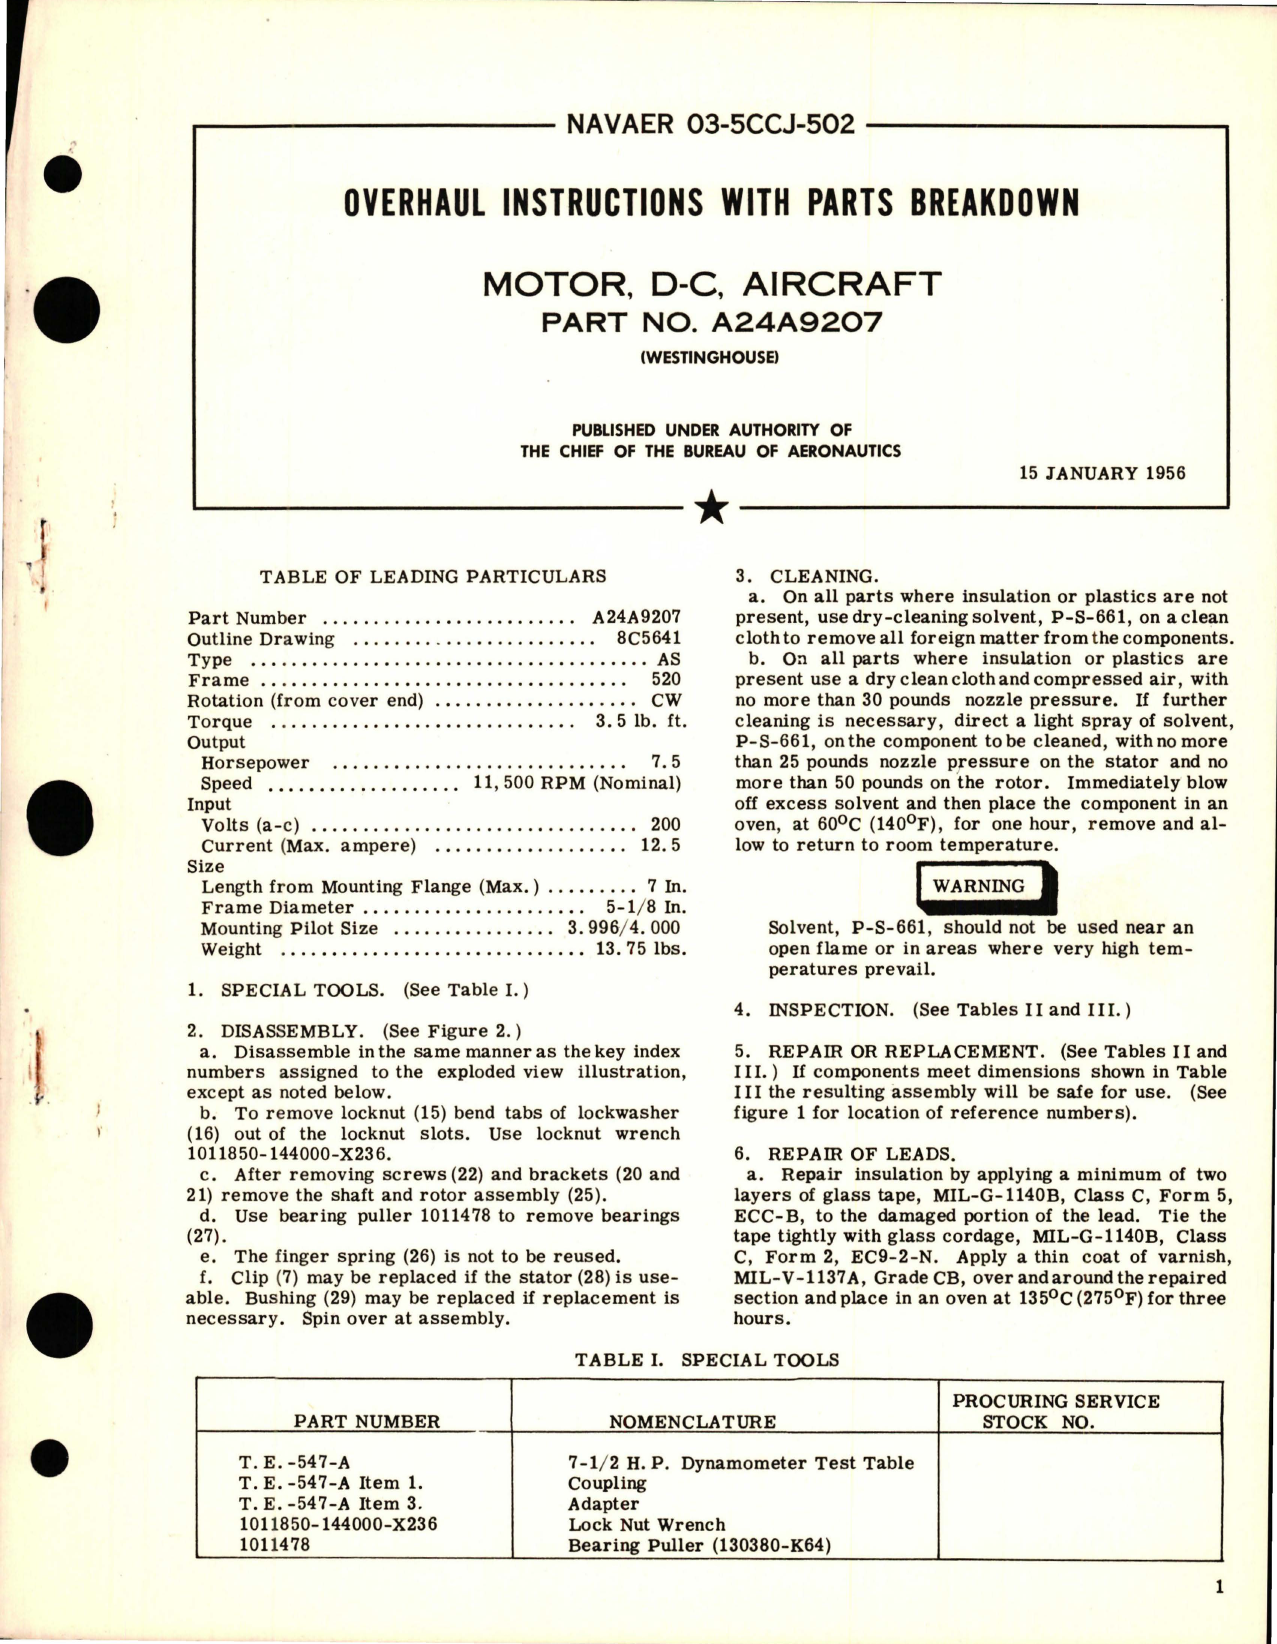 NAVAER 03-5CCJ-502
OVERHAUL INSTRUCTIONS WITH PARTS BREAKDOWN
MOTOR, D-C, AIRCRAFT
PART NO. A24A9207
(WESTINGHOUSE)
PUBLISHED UNDER AUTHORITY OF
THE CHIEF OF THE BUREAU OF AERONAUTICS
15 JANUARY 1956
TABLE OF LEADING PARTICULARS
Part Number ........................... A24A9207
Outline Drawing ........................ 8C5641
Type ....................................... AS
Frame .................................... 520
Rotation (from cover end) .................... CW
Torque .............................. 3.5 lb. ft.
Output
Horsepower ............................. 7.5
Speed ................... 11,500 RPM (Nominal)
Input
Volts (a-c) ................................ 200
Current (Max. ampere) ................... 12.5
Size
Length from Mounting Flange (Max.) ......... 7 In.
Frame Diameter ...................... 5-1/8 In.
Mounting Pilot Size ................ 3.996/4.000
Weight .............................. 13.75 lbs.
1. SPECIAL TOOLS. (See Table I.)
2. DISASSEMBLY. (See Figure 2.)
a. Disassemble in the same manner as the key index
numbers assigned to the exploded view illustration,
except as noted below.
b. To remove locknut (15) bend tabs of lockwasher
(16) out of the locknut slots. Use locknut wrench
1011850-144000-X236.
c. After removing screws (22) and brackets (20 and
21) remove the shaft and rotor assembly (25).
d. Use bearing puller 1011478 to remove bearings
(27).
e. The finger spring (26) is not to be reused.
f. Clip (7) may be replaced if the stator (28) is use-
able. Bushing (29) may be replaced if replacement is
necessary. Spin over at assembly.
3. CLEANING.
a. On all parts where insulation or plastics are not
present, use dry-cleaning solvent, P-S-661, on a clean
cloth to remove all foreign matter from the components.
b. On all parts where insulation or plastics are
present use a dry clean cloth and compressed air, with
no more than 30 pounds nozzle pressure. If further
cleaning is necessary, direct a light spray of solvent,
P-S-661, on the component to be cleaned, with no more
than 25 pounds nozzle pressure on the stator and no
more than 50 pounds on the rotor. Immediately blow
off excess solvent and then place the component in an
oven, at 60°C (140°F), for one hour, remove and al-
low to return to room temperature.
WARNING
Solvent, P-S-661, should not be used near an
open flame or in areas where very high tem-
peratures prevail.
4. INSPECTION. (See Tables II and III.)
5. REPAIR OR REPLACEMENT. (See Tables II and
III.) If components meet dimensions shown in Table
III the resulting assembly will be safe for use. (See
figure 1 for location of reference numbers).
6. REPAIR OF LEADS.
a. Repair insulation by applying a minimum of two
layers of glass tape, MIL-G-1140B, Class C, Form 5,
ECC-B, to the damaged portion of the lead. Tie the
tape tightly with glass cordage, MIL-G-1140B, Class
C, Form 2, EC9-2-N. Apply a thin coat of varnish,
MIL-V-1137A, Grade CB, over and around the repaired
section and place in an oven at 135°C (275°F) for three
hours.
TABLE I. SPECIAL TOOLS
PART NUMBER NOMENCLATURE PROCURING SERVICE
STOCK NO.
T.E.-547-A 7-1/2 H.P. Dynamometer Test Table
T.E.-547-A Item 1. Coupling
T.E.-547-A Item 3. Adapter
1011850-144000-X236 Lock Nut Wrench
1011478 Bearing Puller (130380-K64)
1